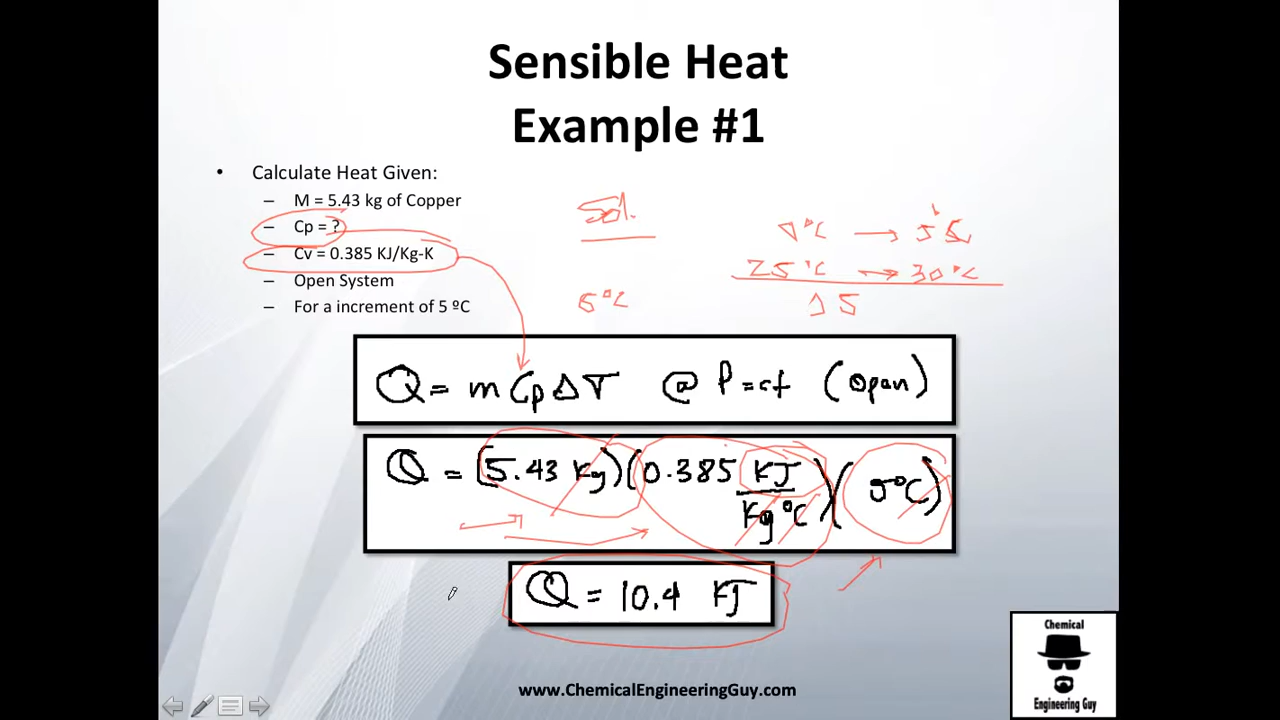 Sensible Heat
Example #1
• Calculate Heat Given:
– M = 5.43 kg of Copper
– Cp = ?
– Cv = 0.385 KJ/Kg-K
– Open System
– For a increment of 5 ºC
Sol.
5°C
25°C → 30°C
Δ 5
Q = m Cp ΔT @ P = ct (Open)
Q = (5.43 Kg)(0.385 KJ/Kg°C)(5°C)
Q = 10.4 KJ
www.ChemicalEngineeringGuy.com
Chemical
Engineering Guy